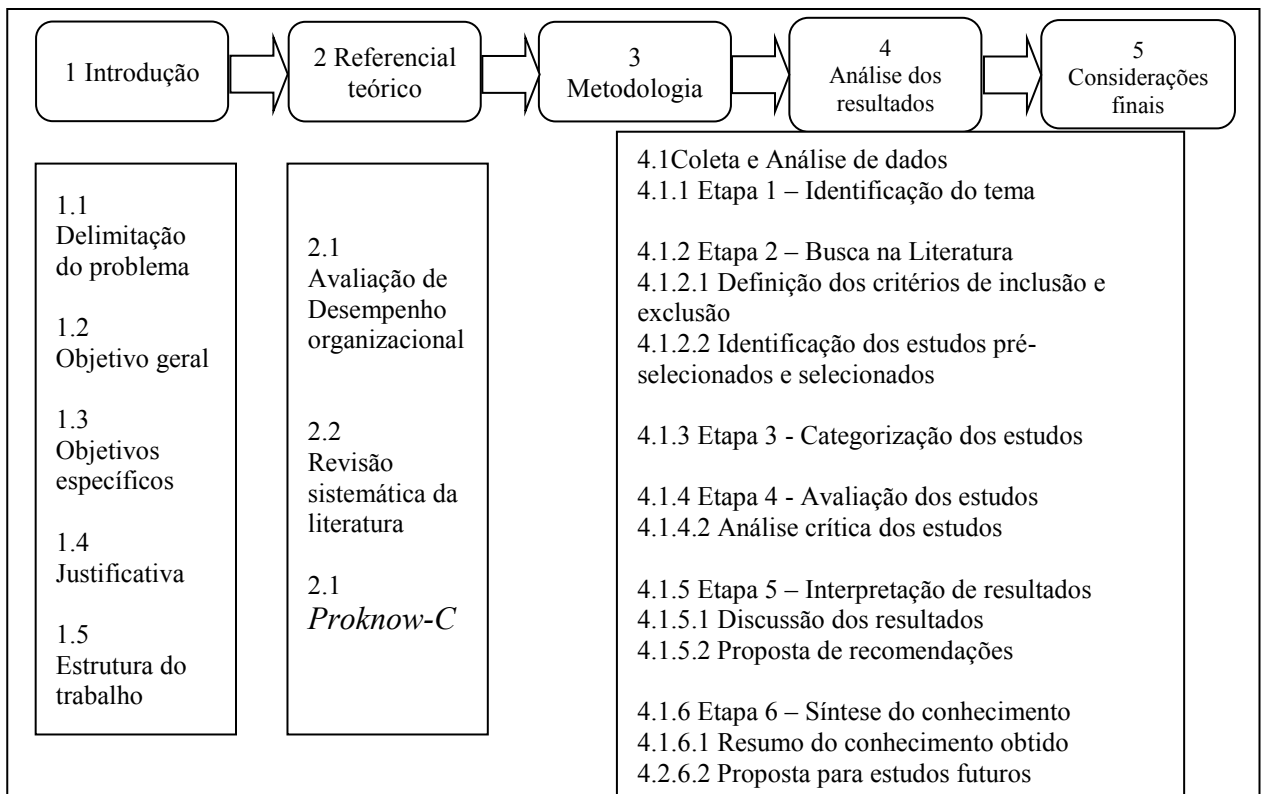 1 Introdução
2 Referencial
teórico
3
Metodologia
4
Análise dos
resultados
5
Considerações
finais
1.1
Delimitação
do problema
1.2
Objetivo geral
1.3
Objetivos
específicos
1.4
Justificativa
1.5
Estrutura do
trabalho
2.1
Avaliação de
Desempenho
organizacional
2.2
Revisão
sistemática da
literatura
2.1
Proknow-C
4.1Coleta e Análise de dados
4.1.1 Etapa 1 – Identificação do tema
4.1.2 Etapa 2 – Busca na Literatura
4.1.2.1 Definição dos critérios de inclusão e
exclusão
4.1.2.2 Identificação dos estudos pré-
selecionados e selecionados
4.1.3 Etapa 3 - Categorização dos estudos
4.1.4 Etapa 4 - Avaliação dos estudos
4.1.4.2 Análise crítica dos estudos
4.1.5 Etapa 5 – Interpretação de resultados
4.1.5.1 Discussão dos resultados
4.1.5.2 Proposta de recomendações
4.1.6 Etapa 6 – Síntese do conhecimento
4.1.6.1 Resumo do conhecimento obtido
4.2.6.2 Proposta para estudos futuros